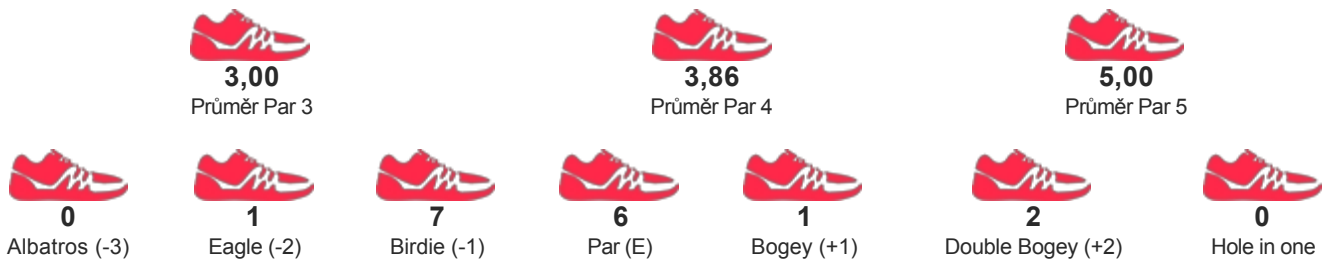 3,00
Průměr Par 3
3,86
Průměr Par 4
5,00
Průměr Par 5
0
Albatros (-3)
1
Eagle (-2)
7
Birdie (-1)
6
Par (E)
1
Bogey (+1)
2
Double Bogey (+2)
0
Hole in one